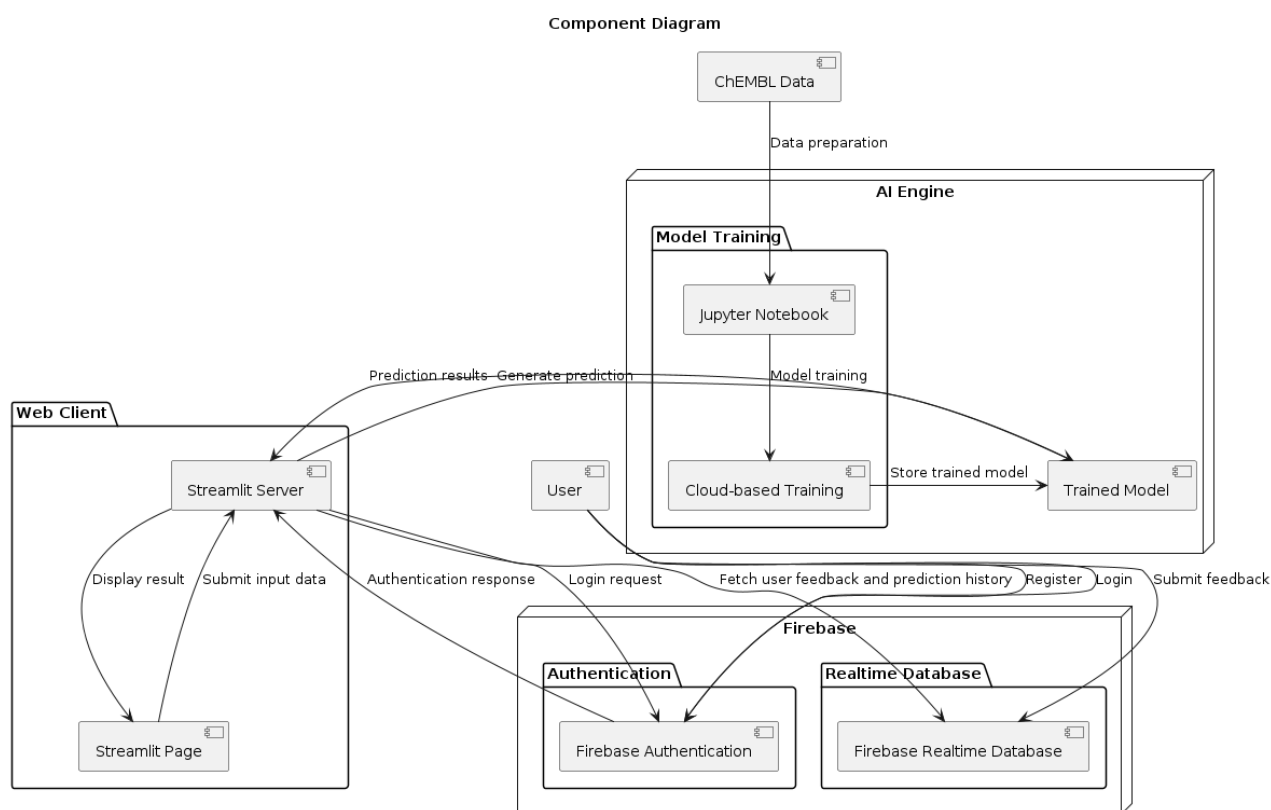 Component Diagram
ChEMBL Data
Data preparation
AI Engine
Model Training
Jupyter Notebook
Prediction results
Generate prediction
Model training
Web Client
Streamlit Server
User
Cloud-based Training
Store trained model
Trained Model
Display result
Submit input data
Authentication response
Login request
Fetch user feedback and prediction history
Register
Login
Submit feedback
Firebase
Authentication
Realtime Database
Streamlit Page
Firebase Authentication
Firebase Realtime Database